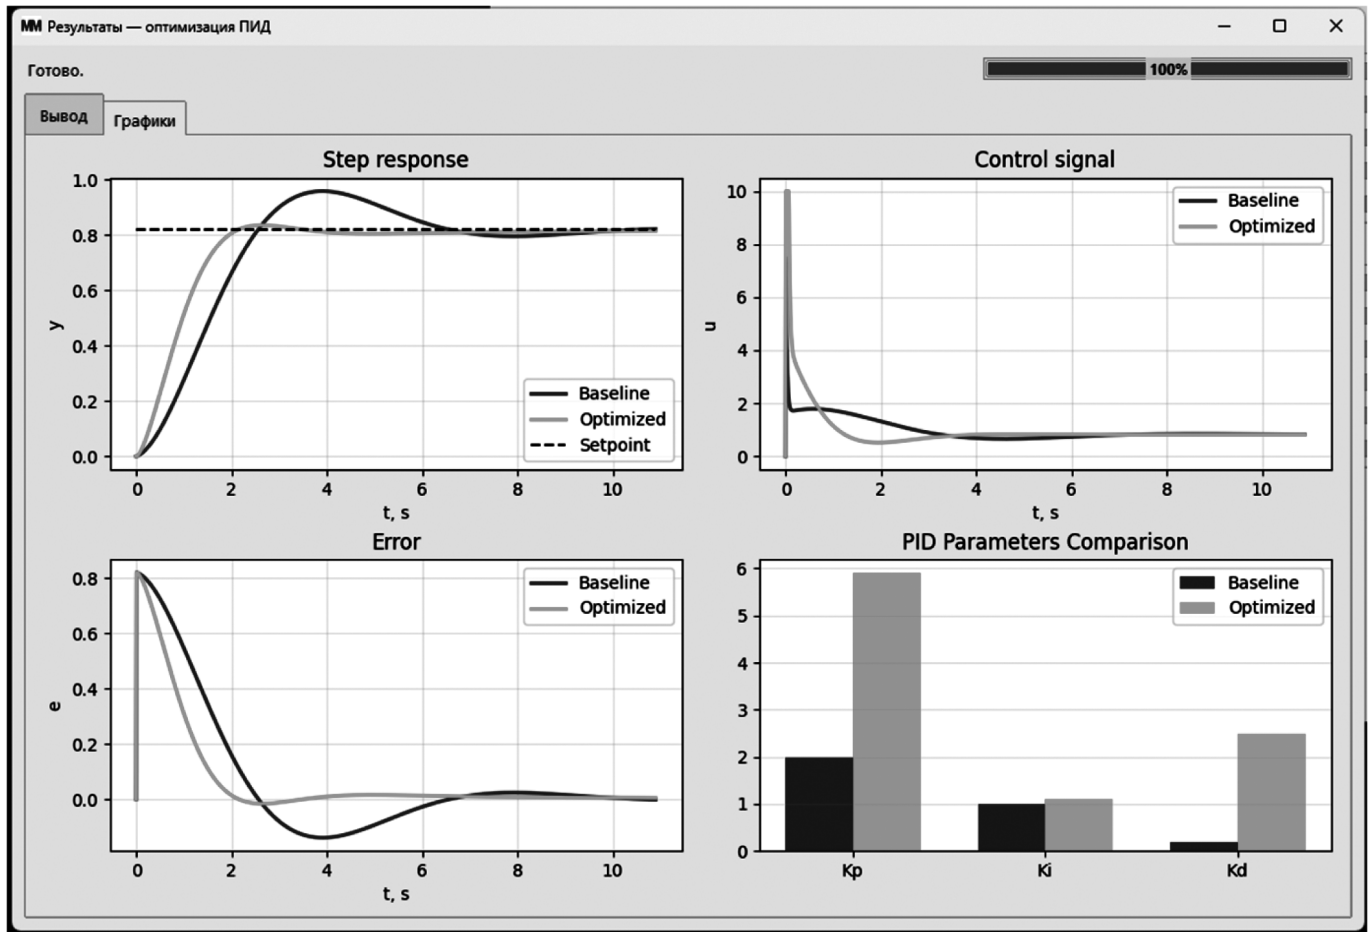 MM Результаты — оптимизация ПИД
Готово.
100%
Вывод
Графики
Step response
1.0
0.8
0.6
0.4
0.2
0.0
y
0 2 4 6 8 10
t, s
Baseline
Optimized
Setpoint
Control signal
10
8
6
4
2
0
u
0 2 4 6 8 10
t, s
Baseline
Optimized
Error
0.8
0.6
0.4
0.2
0.0
e
0 2 4 6 8 10
t, s
Baseline
Optimized
PID Parameters Comparison
6
5
4
3
2
1
0
Kp Ki Kd
Baseline
Optimized